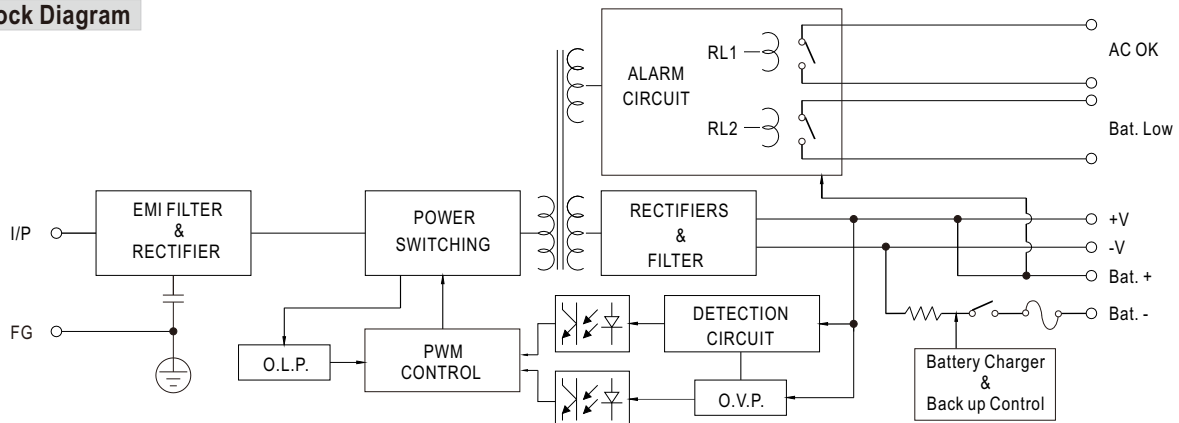 ock Diagram
RL1
AC OK
ALARM
CIRCUIT
RL2
Bat. Low
I/P
EMI FILTER
&
RECTIFIER
POWER
SWITCHING
RECTIFIERS
&
FILTER
+V
-V
Bat. +
Bat. -
FG
O.L.P.
PWM
CONTROL
DETECTION
CIRCUIT
O.V.P.
Battery Charger
&
Back up Control